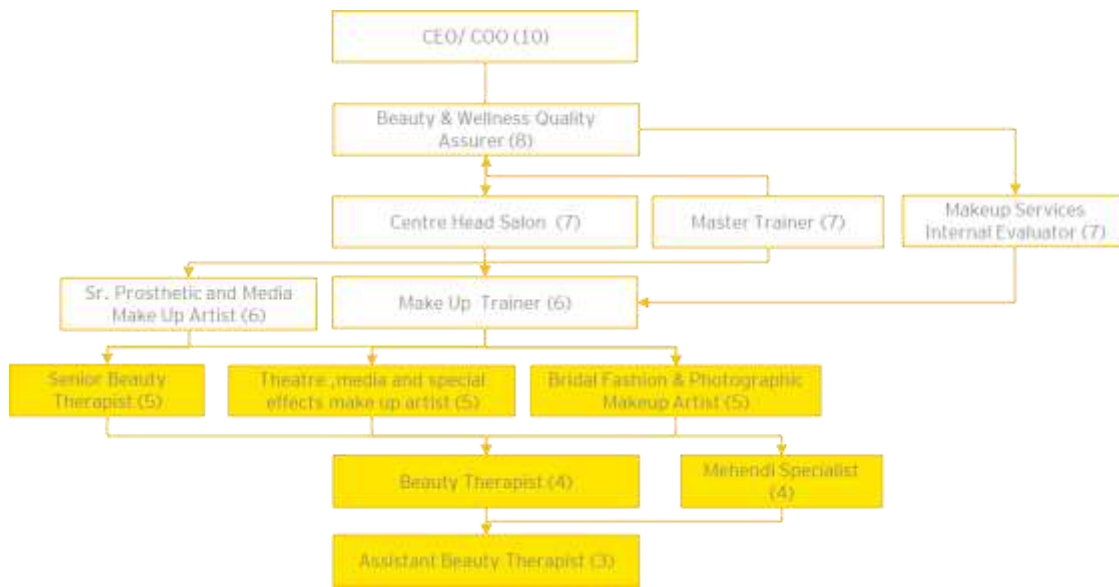 CEO/ COO (10)
Beauty & Wellness Quality
Assurer (8)
Centre Head Salon (7)
Master Trainer (7)
Makeup Services
Internal Evaluator (7)
Sr. Prosthetic and Media
Make Up Artist (6)
Make Up Trainer (6)
Senior Beauty
Therapist (5)
Theatre ,media and special
effects make up artist (5)
Bridal Fashion & Photographic
Makeup Artist (5)
Beauty Therapist (4)
Mehendi Specialist
(4)
Assistant Beauty Therapist (3)